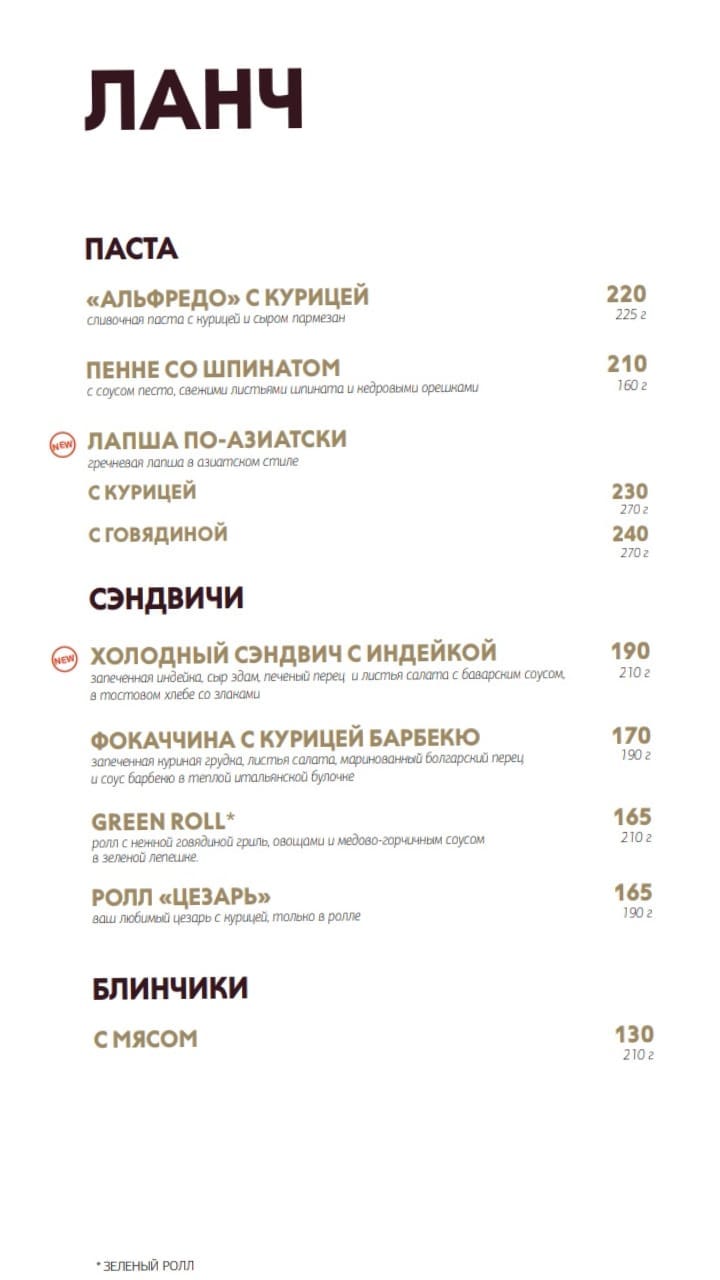 ЛАНЧ
ПАСТА
«АЛЬФРЕДО» С КУРИЦЕЙ 220
сливочная паста с курицей и сыром пармезан 225 г
ПЕННЕ СО ШПИНАТОМ 210
с соусом песто, свежими листьями шпината и кедровыми орешками 160 г
NEW ЛАПША ПО-АЗИАТСКИ
гречневая лапша в азиатском стиле
С КУРИЦЕЙ 230
270 г
С ГОВЯДИНОЙ 240
270 г
СЭНДВИЧИ
NEW ХОЛОДНЫЙ СЭНДВИЧ С ИНДЕЙКОЙ 190
запеченная индейка, сыр эдам, печеный перец и листья салата с баварским соусом, 210 г
в тостовом хлебе со злаками
ФОКАЧЧИНА С КУРИЦЕЙ БАРБЕКЮ 170
запеченная куриная грудка, листья салата, маринованный болгарский перец 190 г
и соус барбекю в теплой итальянской булочке
GREEN ROLL* 165
ролл с нежной говядиной гриль, овощами и медово-горчичным соусом 210 г
в зеленой лепешке.
РОЛЛ «ЦЕЗАРЬ» 165
ваш любимый цезарь с курицей, только в ролле 190 г
БЛИНЧИКИ
С МЯСОМ 130
210 г
* ЗЕЛЕНЫЙ РОЛЛ